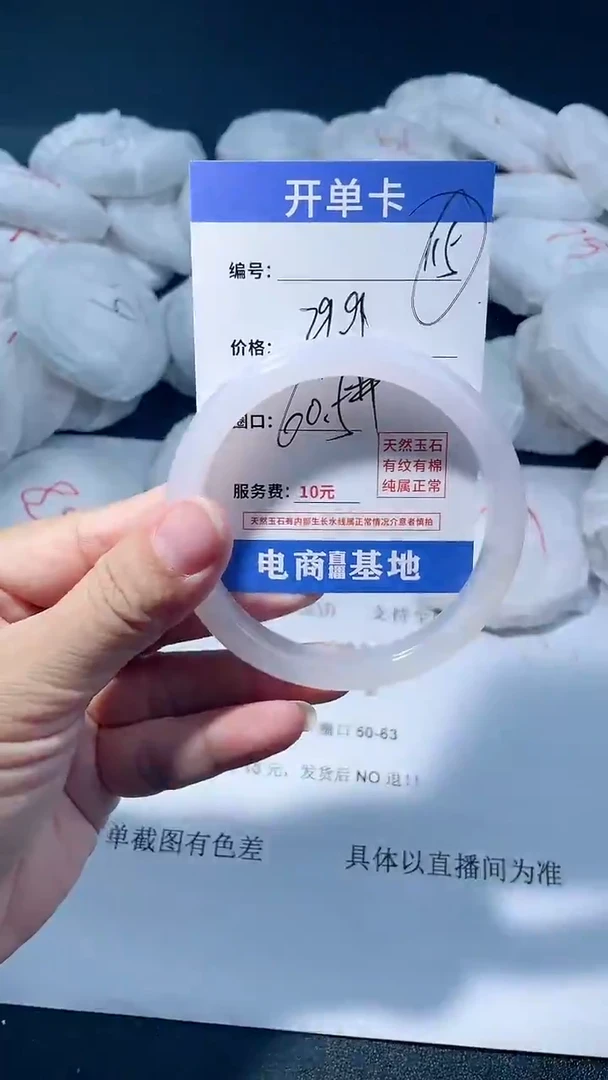 开单卡
编号：
115
价格：
圈口：60.5
天然玉石
有纹有棉
纯属正常
服务费：10元
天然玉石有内部生长水线属正常情况介意者慎拍
电商直播基地
圈口 50-63
元，发货后 NO 退！！
单截图有色差 具体以直播间为准